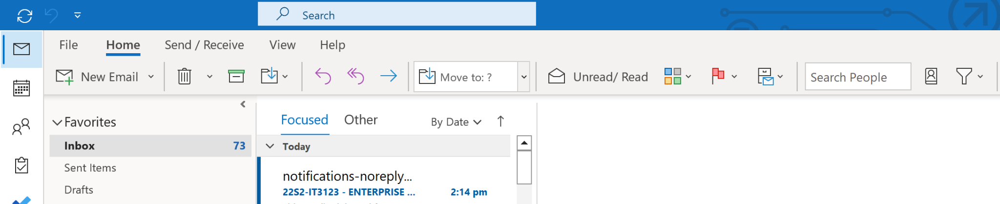 Search
File Home Send / Receive View Help
New Email Move to: ? Unread/ Read Search People
Favorites
Inbox 73
Sent Items
Drafts
Focused Other By Date
Today
notifications-noreply...
22S2-IT3123 - ENTERPRISE ... 2:14 pm